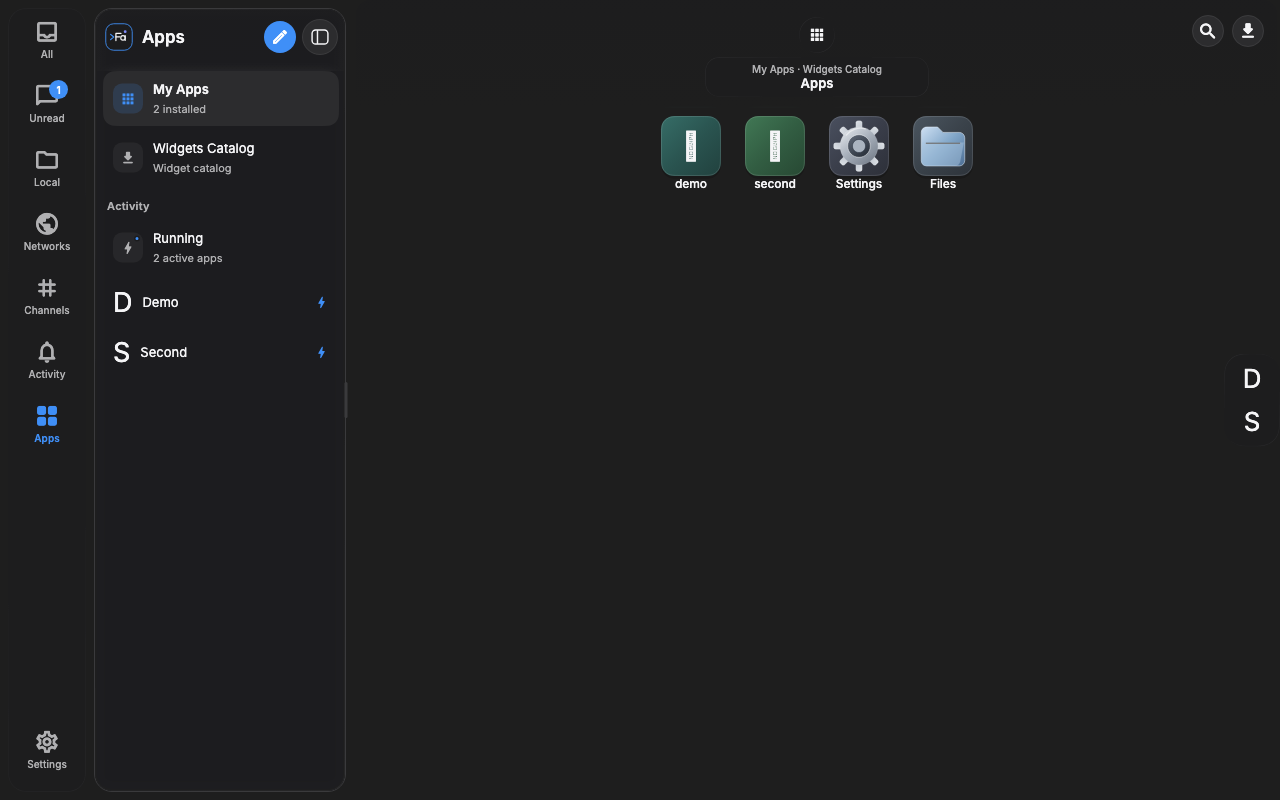 All
1
Unread
Local
Networks
Channels
Activity
Apps
Settings
>Fa
Apps
My Apps
2 installed
Widgets Catalog
Widget catalog
Activity
Running
2 active apps
D Demo
S Second
My Apps · Widgets Catalog
Apps
demo
second
Settings
Files
D
S